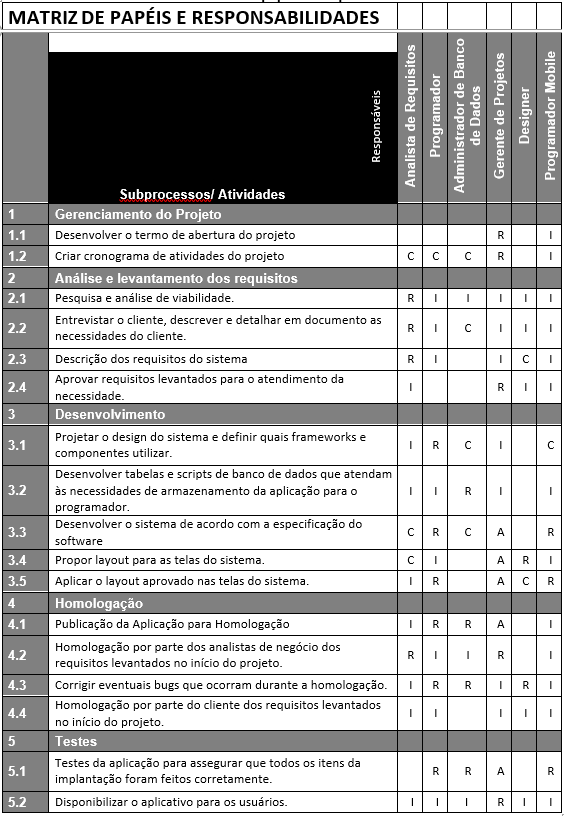 MATRIZ DE PAPÉIS E RESPONSABILIDADES
Responsáveis
Subprocessos/ Atividades
Analista de Requisitos
Programador
Administrador de Banco
de Dados
Gerente de Projetos
Designer
Programador Mobile
1 Gerenciamento do Projeto
1.1 Desenvolver o termo de abertura do projeto R I
1.2 Criar cronograma de atividades do projeto C C C R I
2 Análise e levantamento dos requisitos
2.1 Pesquisa e análise de viabilidade. R I I I I I
2.2 Entrevistar o cliente, descrever e detalhar em documento as
necessidades do cliente. R I C I I I
2.3 Descrição dos requisitos do sistema R I I C I
2.4 Aprovar requisitos levantados para o atendimento da
necessidade. I R I I
3 Desenvolvimento
3.1 Projetar o design do sistema e definir quais frameworks e
componentes utilizar. I R C I C
3.2 Desenvolver tabelas e scripts de banco de dados que atendam
às necessidades de armazenamento da aplicação para o
programador. I I R I I
3.3 Desenvolver o sistema de acordo com a especificação do
software C R C A R
3.4 Propor layout para as telas do sistema. C I A R I
3.5 Aplicar o layout aprovado nas telas do sistema. I R A C R
4 Homologação
4.1 Publicação da Aplicação para Homologação I R R A I
4.2 Homologação por parte dos analistas de negócio dos
requisitos levantados no início do projeto. R I I R I
4.3 Corrigir eventuais bugs que ocorram durante a homologação. I R R I R I
4.4 Homologação por parte do cliente dos requisitos levantados
no início do projeto. I I I I I
5 Testes
5.1 Testes da aplicação para assegurar que todos os itens da
implantação foram feitos corretamente. R R A R
5.2 Disponibilizar o aplicativo para os usuários. I I I R I I